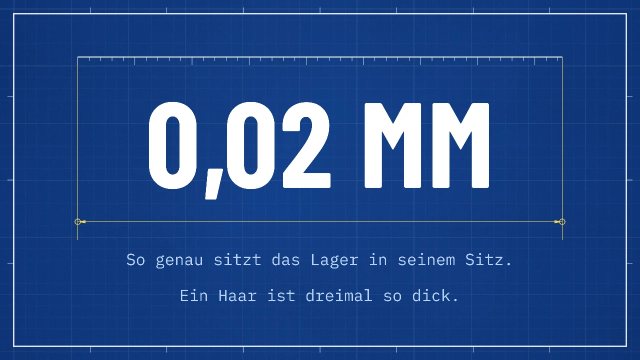 0,02 MM
So genau sitzt das Lager in seinem Sitz.
Ein Haar ist dreimal so dick.